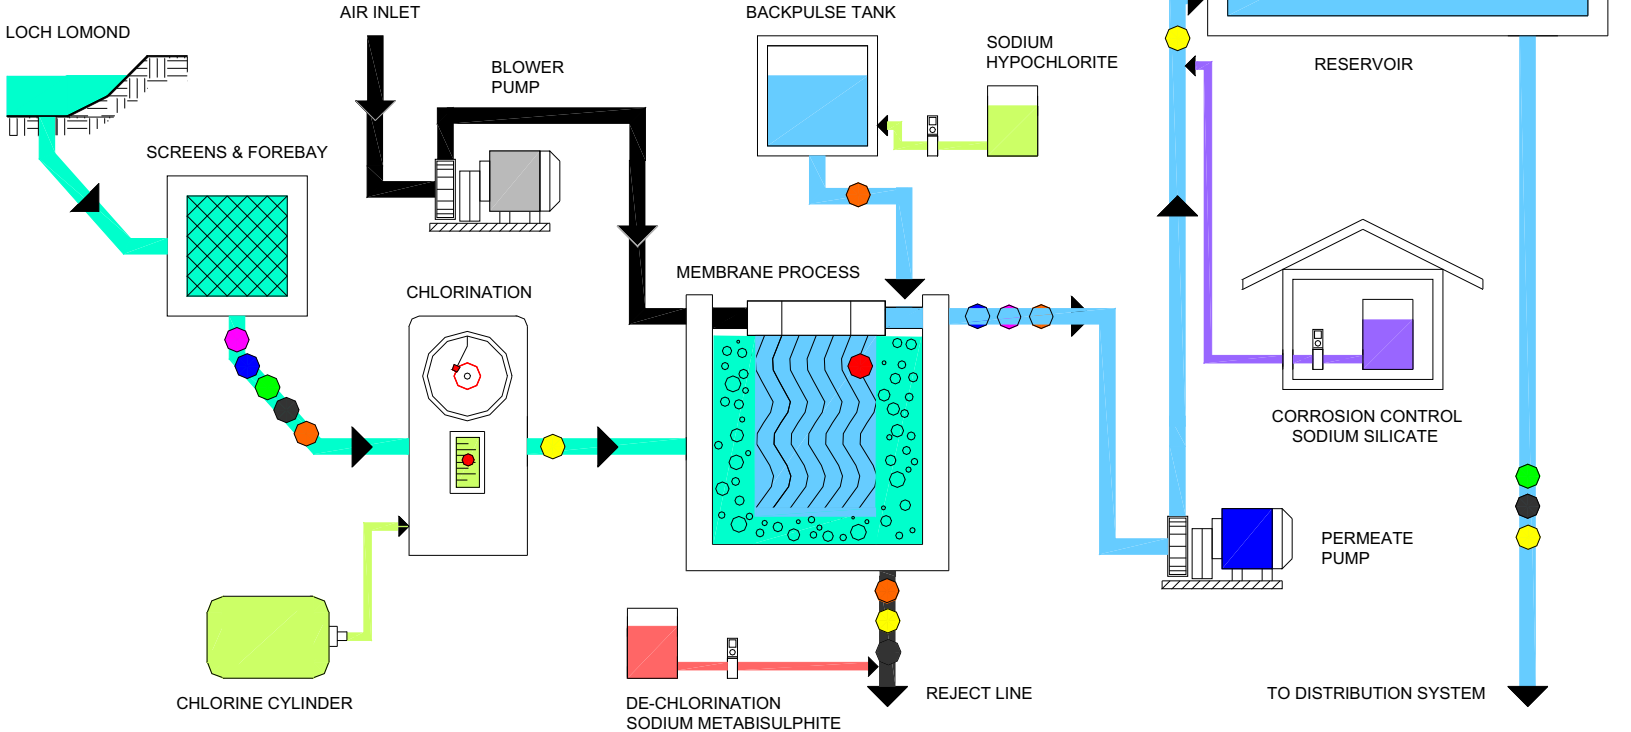 AIR INLET
BACKPULSE TANK
LOCH LOMOND
SODIUM
HYPOCHLORITE
BLOWER
PUMP
RESERVOIR
SCREENS & FOREBAY
MEMBRANE PROCESS
CHLORINATION
CORROSION CONTROL
SODIUM SILICATE
PERMEATE
PUMP
CHLORINE CYLINDER
DE-CHLORINATION
SODIUM METABISULPHITE
REJECT LINE
TO DISTRIBUTION SYSTEM